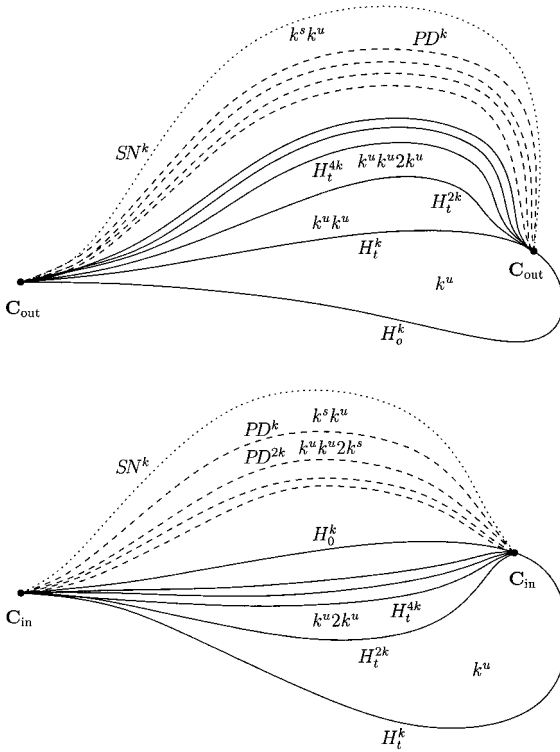 k^s k^u
PD^k
SN^k
H_t^{4k} k^u k^u 2k^u
H_t^{2k}
k^u k^u
H_t^k
C_out
k^u
C_out
H_o^k
k^s k^u
PD^k
SN^k
PD^{2k} k^u k^u 2k^s
H_0^k
C_in
C_in
k^u 2k^u
H_t^{4k}
H_t^{2k}
k^u
H_t^k